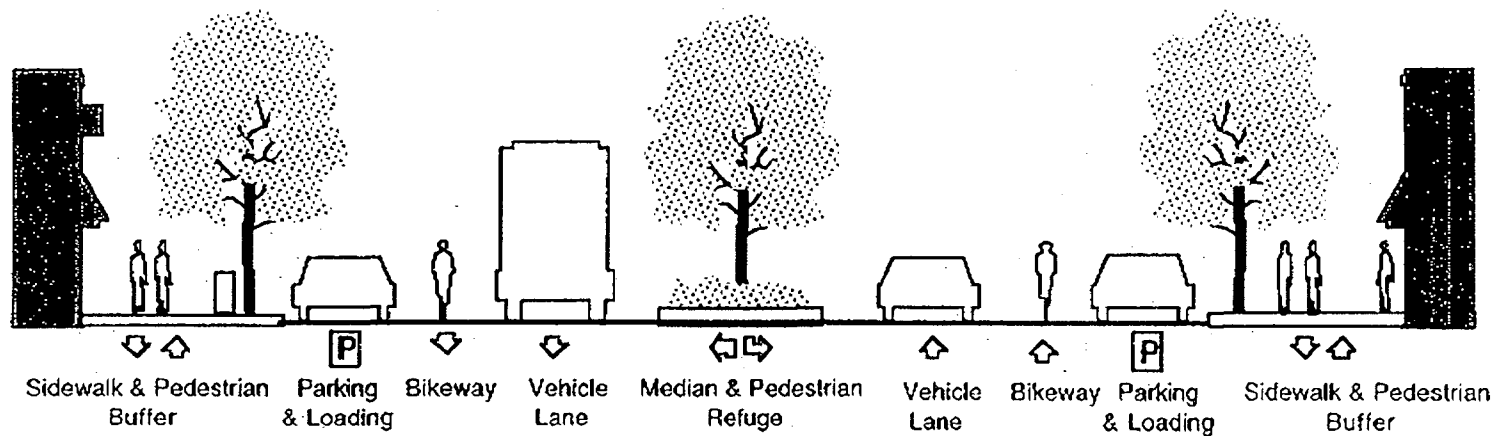 P
P
Sidewalk & Pedestrian
Buffer
Parking
& Loading
Bikeway
Vehicle
Lane
Median & Pedestrian
Refuge
Vehicle
Lane
Bikeway
Parking
& Loading
Sidewalk & Pedestrian
Buffer